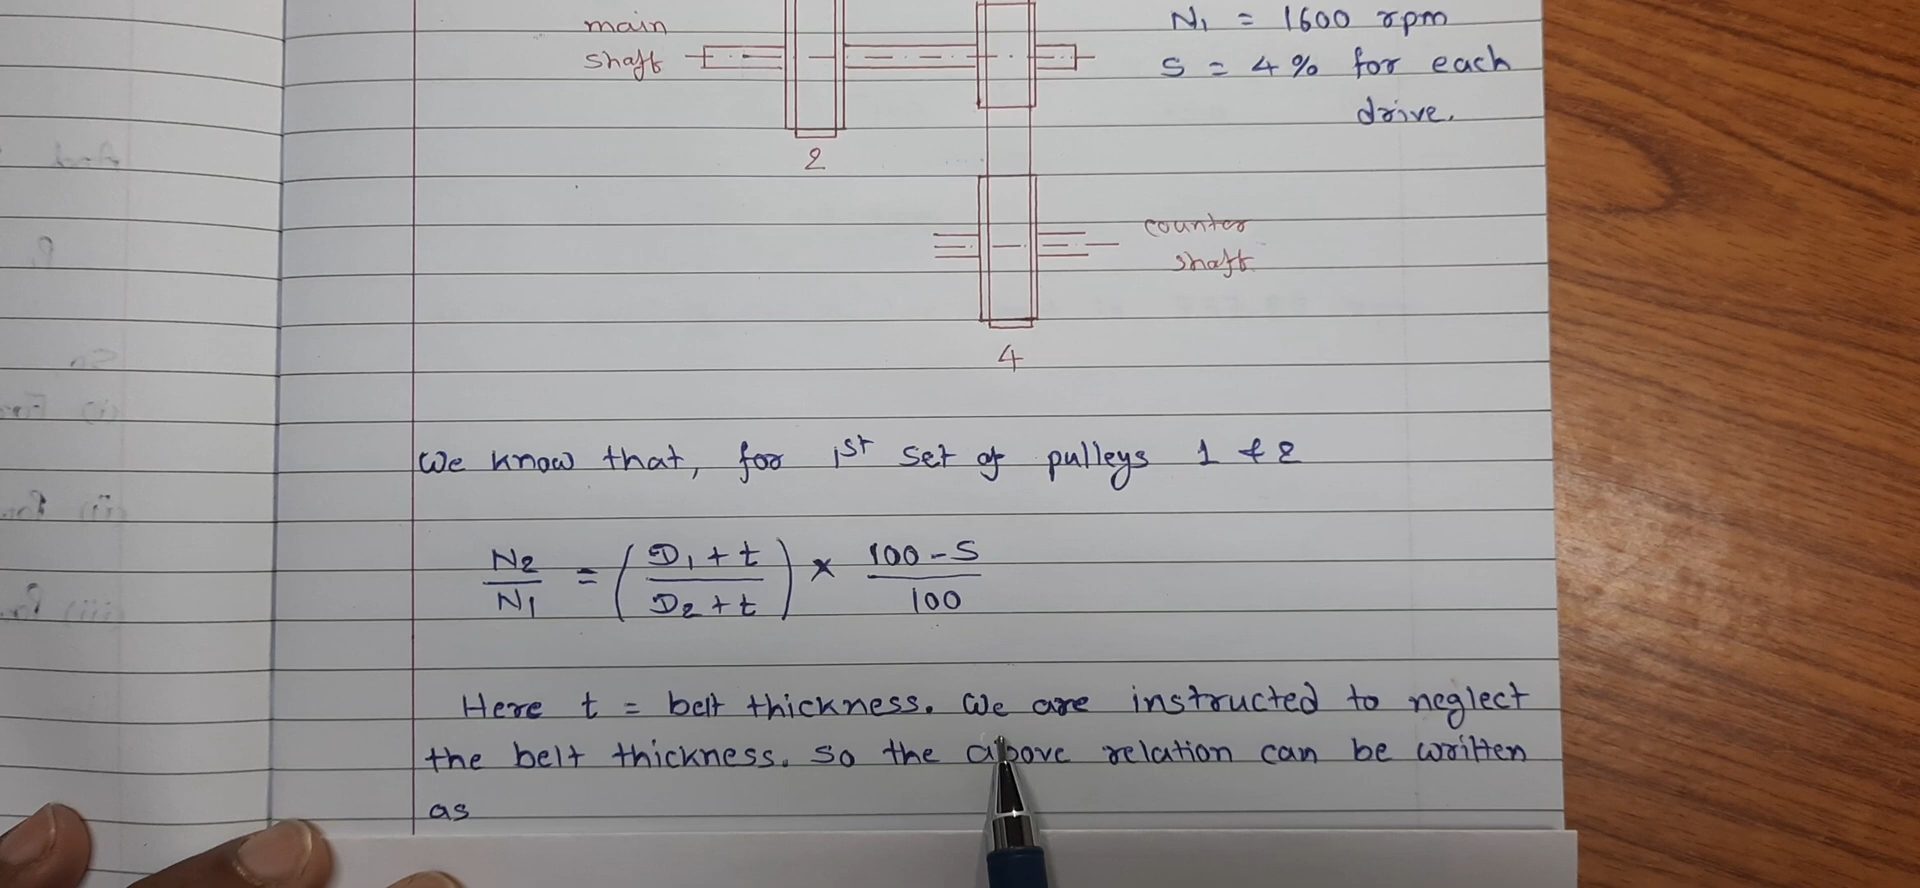 main
shaft
N₁ = 1600 rpm
S = 4% for each
drive.
2
counter
shaft
4
We know that, for 1st set of pulleys 1 & 2
N₂/N₁ = (D₁ + t / D₂ + t) × 100 - S / 100
Here t = belt thickness. We are instructed to neglect
the belt thickness. So the above relation can be written
as